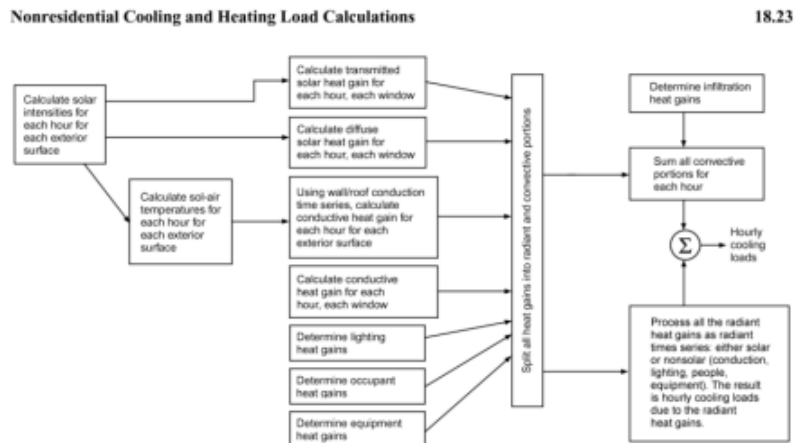 Nonresidential Cooling and Heating Load Calculations
18.23
Calculate solar
intensities for
each hour for
each exterior
surface
Calculate transmitted
solar heat gain for
each hour, each window
Calculate diffuse
solar heat gain for
each hour, each window
Calculate sol-air
temperatures for
each hour for
each exterior
surface
Using wall/roof conduction
time series, calculate
conductive heat gain for
each hour for each
exterior surface
Calculate conductive
heat gain for each
hour, each window
Determine lighting
heat gains
Determine occupant
heat gains
Determine equipment
heat gains
Split all heat gains into radiant and convective portions
Determine infiltration
heat gains
Sum all convective
portions for
each hour
Σ
Hourly
cooling
loads
Process all the radiant
heat gains as radiant
times series: either solar
or nonsolar (conduction,
lighting, people,
equipment). The result
is hourly cooling loads
due to the radiant
heat gains.